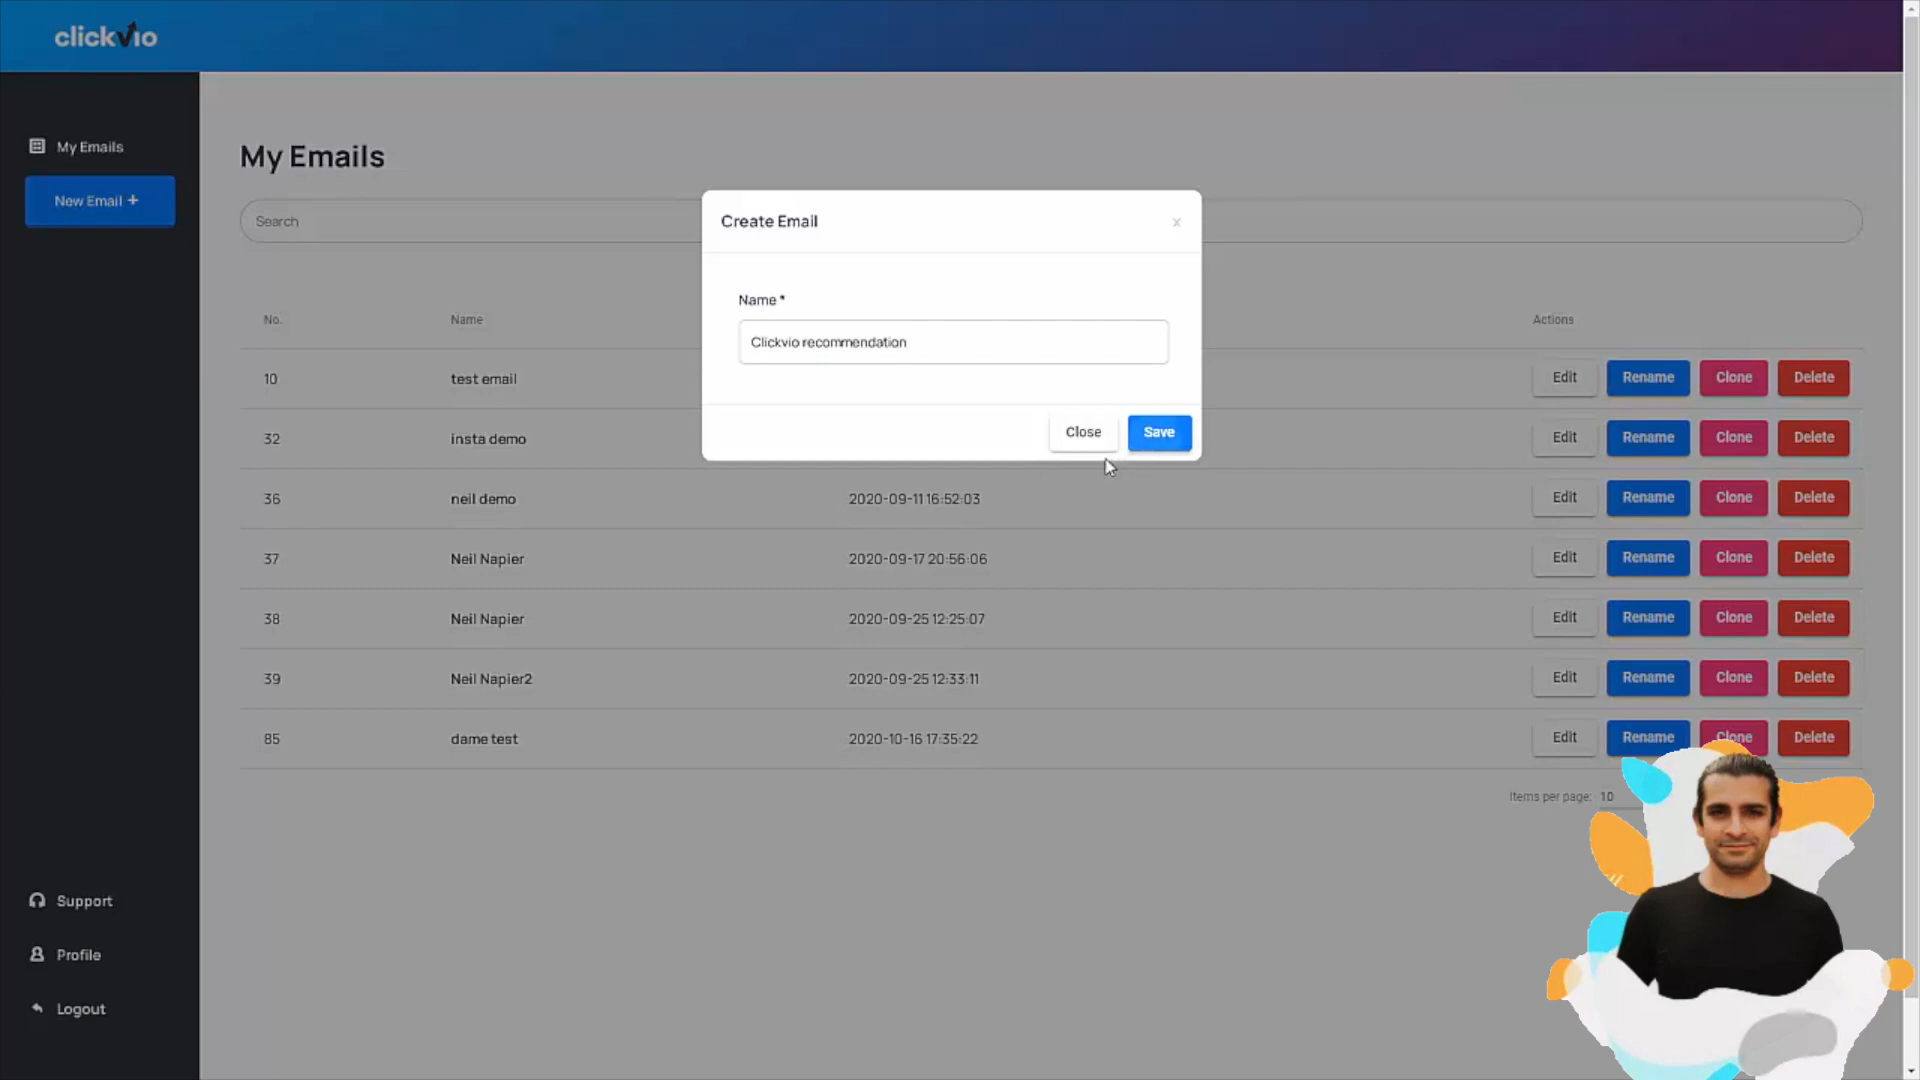 clickvio
My Emails
New Email +
My Emails
Search
Create Email
x
Name *
Clickvio recommendation
Close
Save
No.
Name
Actions
10
test email
Edit
Rename
Clone
Delete
32
insta demo
Edit
Rename
Clone
Delete
36
neil demo
2020-09-11 16:52:03
Edit
Rename
Clone
Delete
37
Neil Napier
2020-09-17 20:56:06
Edit
Rename
Clone
Delete
38
Neil Napier
2020-09-25 12:25:07
Edit
Rename
Clone
Delete
39
Neil Napier2
2020-09-25 12:33:11
Edit
Rename
Clone
Delete
85
dame test
2020-10-16 17:35:22
Edit
Rename
Clone
Delete
Items per page: 10
Support
Profile
Logout